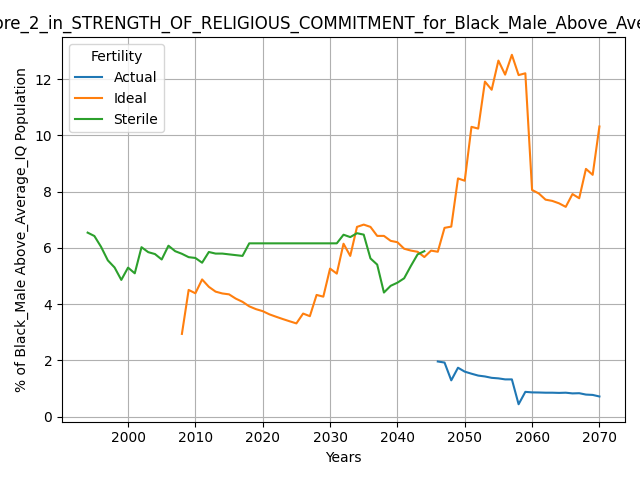 ore_2_in_STRENGTH_OF_RELIGIOUS_COMMITMENT_for_Black_Male_Above_Ave
Fertility
Actual
Ideal
Sterile
% of Black_Male Above_Average_IQ Population
12
10
8
6
4
2
0
2000
2010
2020
2030
2040
2050
2060
2070
Years